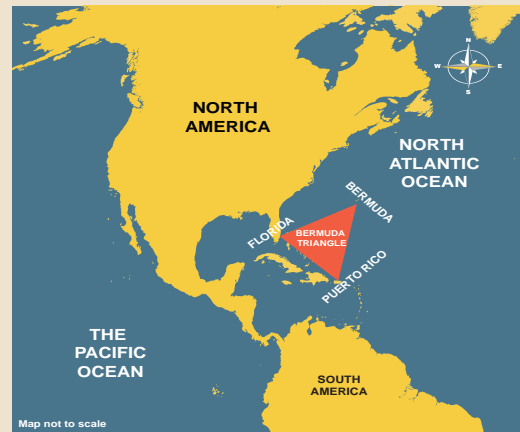 N
W E
S
NORTH
AMERICA
NORTH
ATLANTIC
OCEAN
BERMUDA
FLORIDA
BERMUDA
TRIANGLE
PUERTO RICO
THE
PACIFIC
OCEAN
SOUTH
AMERICA
Map not to scale